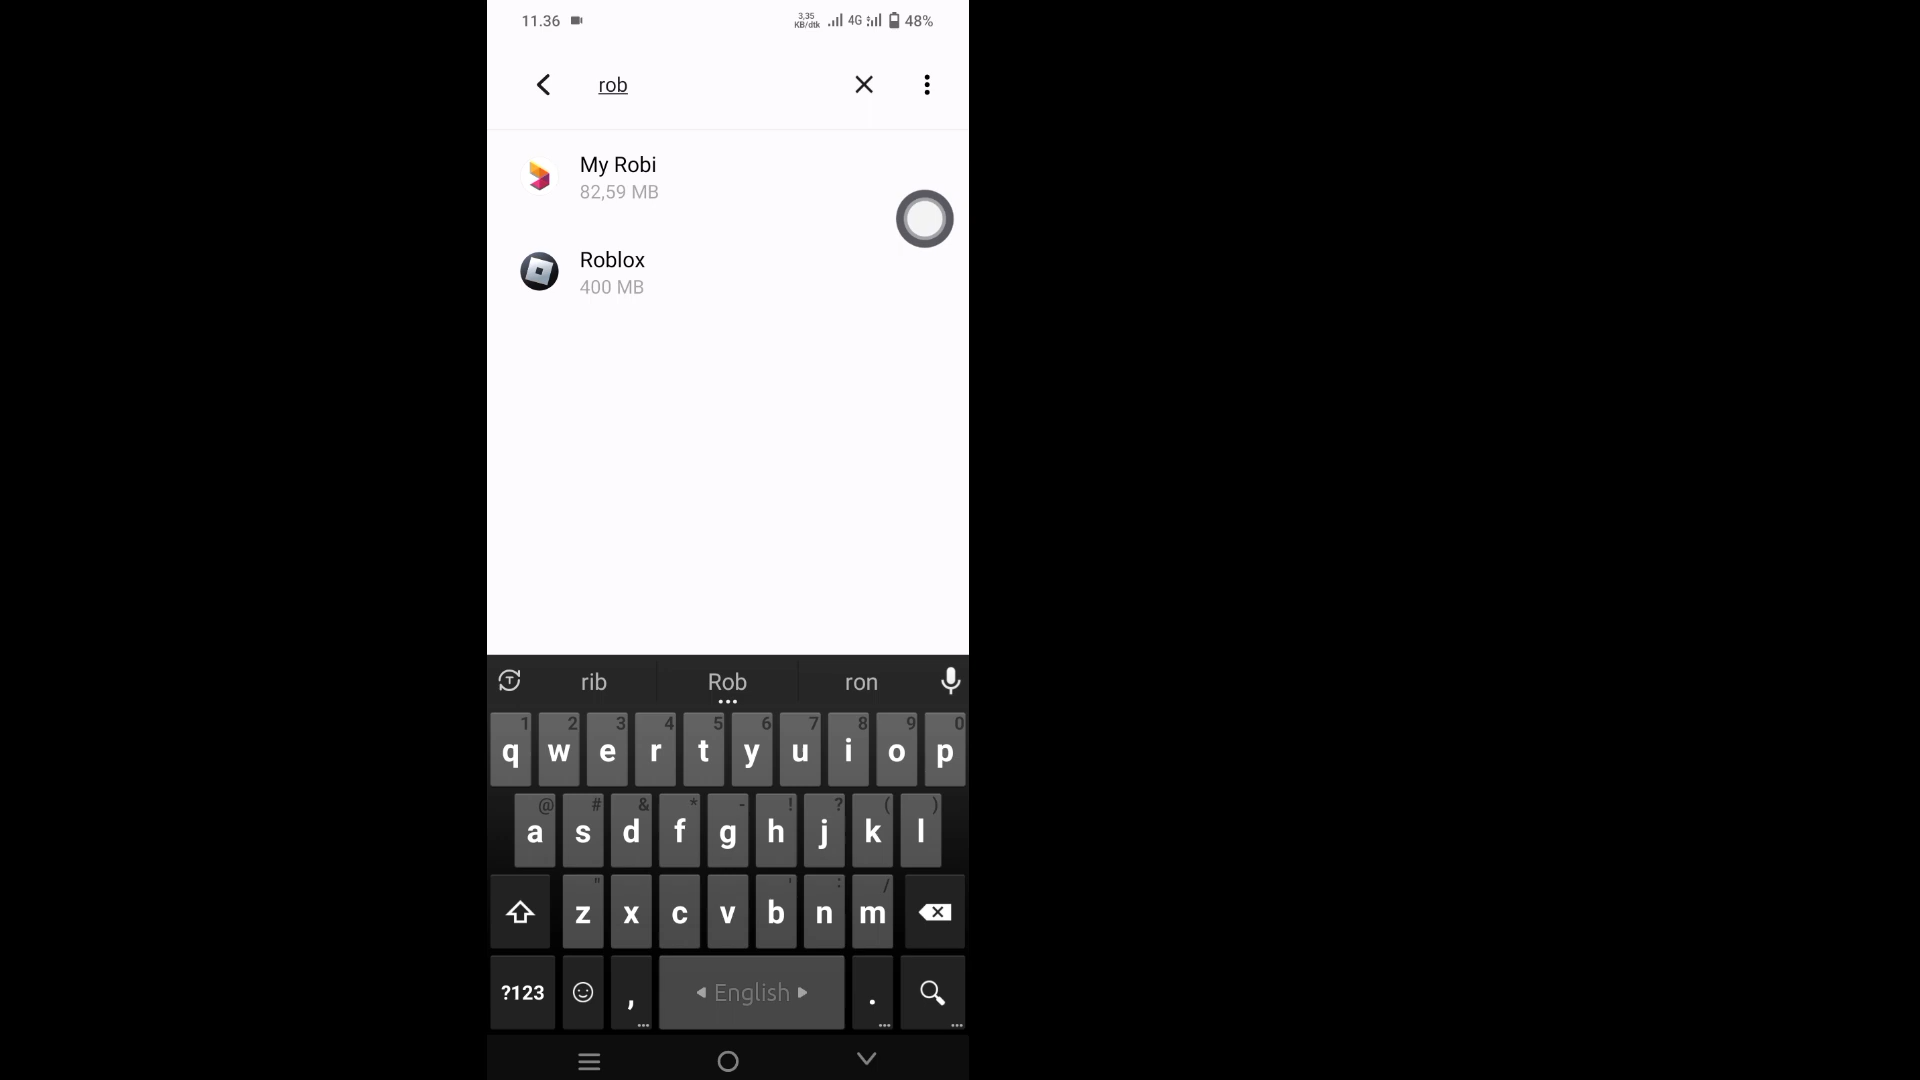 11.36 3,35 KB/dtk 4G 48%
rob
My Robi
82,59 MB
Roblox
400 MB
rib Rob ron
1 2 3 4 5 6 7 8 9 0
q w e r t y u i o p
@ # & * - ! ? ( )
a s d f g h j k l
" ' : /
z x c v b n m
?123 , English .